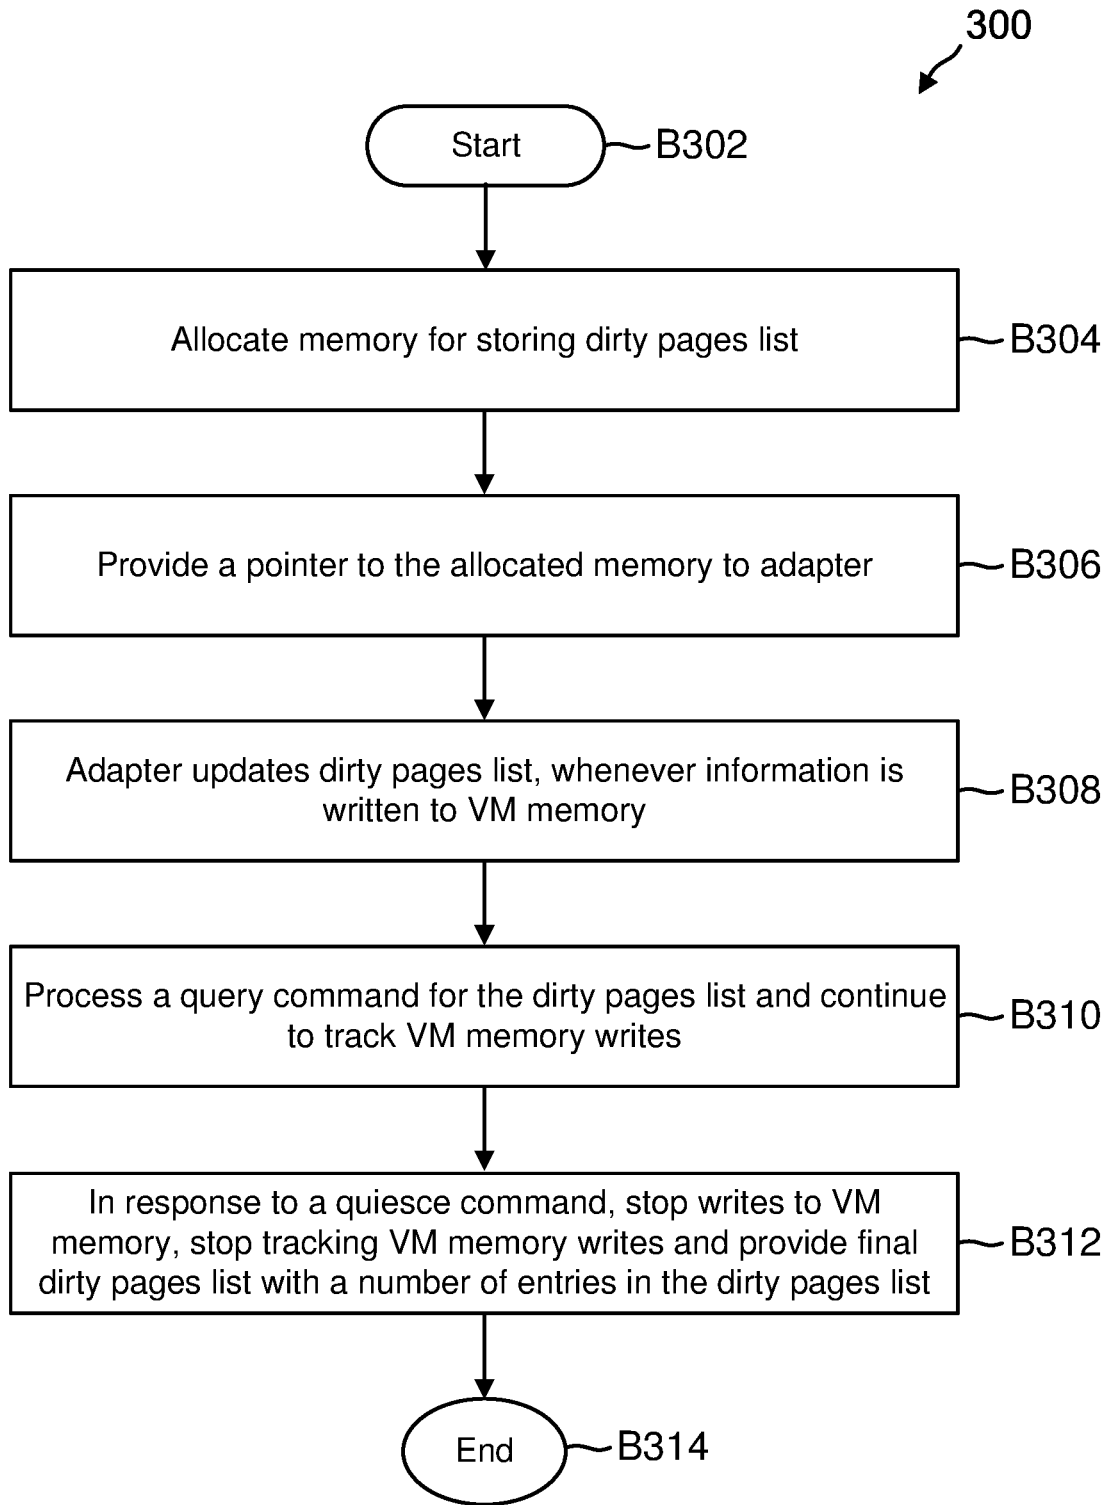 300
Start
B302
Allocate memory for storing dirty pages list
B304
Provide a pointer to the allocated memory to adapter
B306
Adapter updates dirty pages list, whenever information is
written to VM memory
B308
Process a query command for the dirty pages list and continue
to track VM memory writes
B310
In response to a quiesce command, stop writes to VM
memory, stop tracking VM memory writes and provide final
dirty pages list with a number of entries in the dirty pages list
B312
End
B314